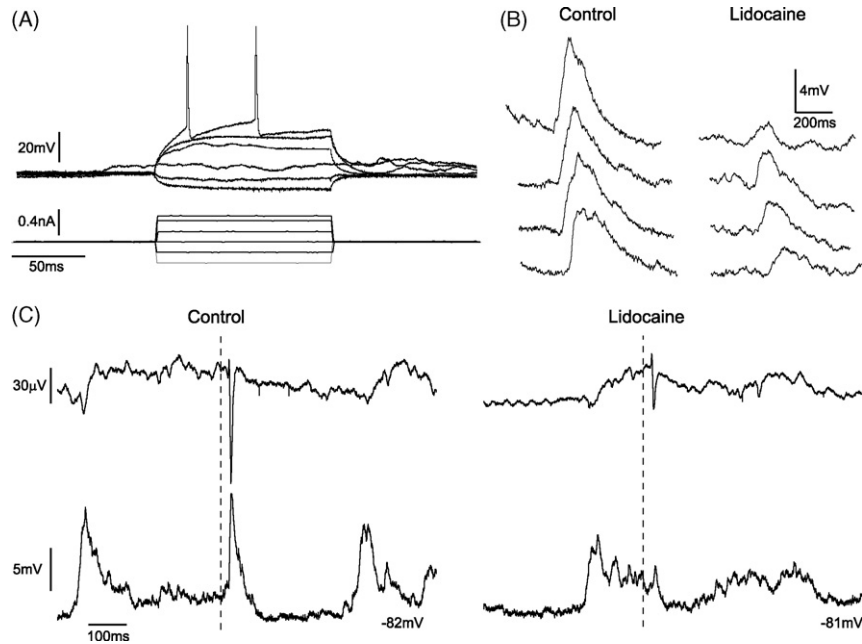 (A)
20mV
0.4nA
50ms
(B)
Control
Lidocaine
4mV
200ms
(C)
Control
Lidocaine
30µV
5mV
100ms
-82mV
-81mV